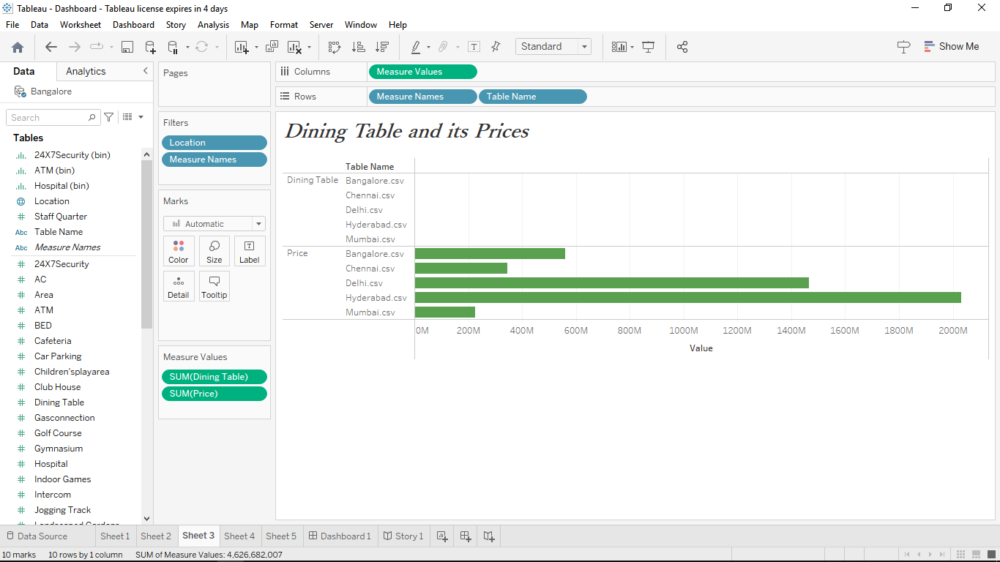 Tableau - Dashboard - Tableau license expires in 4 days
File Data Worksheet Dashboard Story Analysis Map Format Server Window Help
Standard
Show Me
Data Analytics
Bangalore
Search
Tables
24X7Security (bin)
ATM (bin)
Hospital (bin)
Location
Staff Quarter
Abc Table Name
Abc Measure Names
24X7Security
AC
Area
ATM
BED
Cafeteria
Car Parking
Children'splayarea
Club House
Dining Table
Gasconnection
Golf Course
Gymnasium
Hospital
Indoor Games
Intercom
Jogging Track
Pages
Filters
Location
Measure Names
Marks
Automatic
Color Size Label
Detail Tooltip
Measure Values
SUM(Dining Table)
SUM(Price)
Columns Measure Values
Rows Measure Names Table Name
Dining Table and its Prices
Table Name
Dining Table Bangalore.csv
Chennai.csv
Delhi.csv
Hyderabad.csv
Mumbai.csv
Price Bangalore.csv
Chennai.csv
Delhi.csv
Hyderabad.csv
Mumbai.csv
0M 200M 400M 600M 800M 1000M 1200M 1400M 1600M 1800M 2000M
Value
Data Source Sheet 1 Sheet 2 Sheet 3 Sheet 4 Sheet 5 Dashboard 1 Story 1
10 marks 10 rows by 1 column SUM of Measure Values: 4,626,682,007